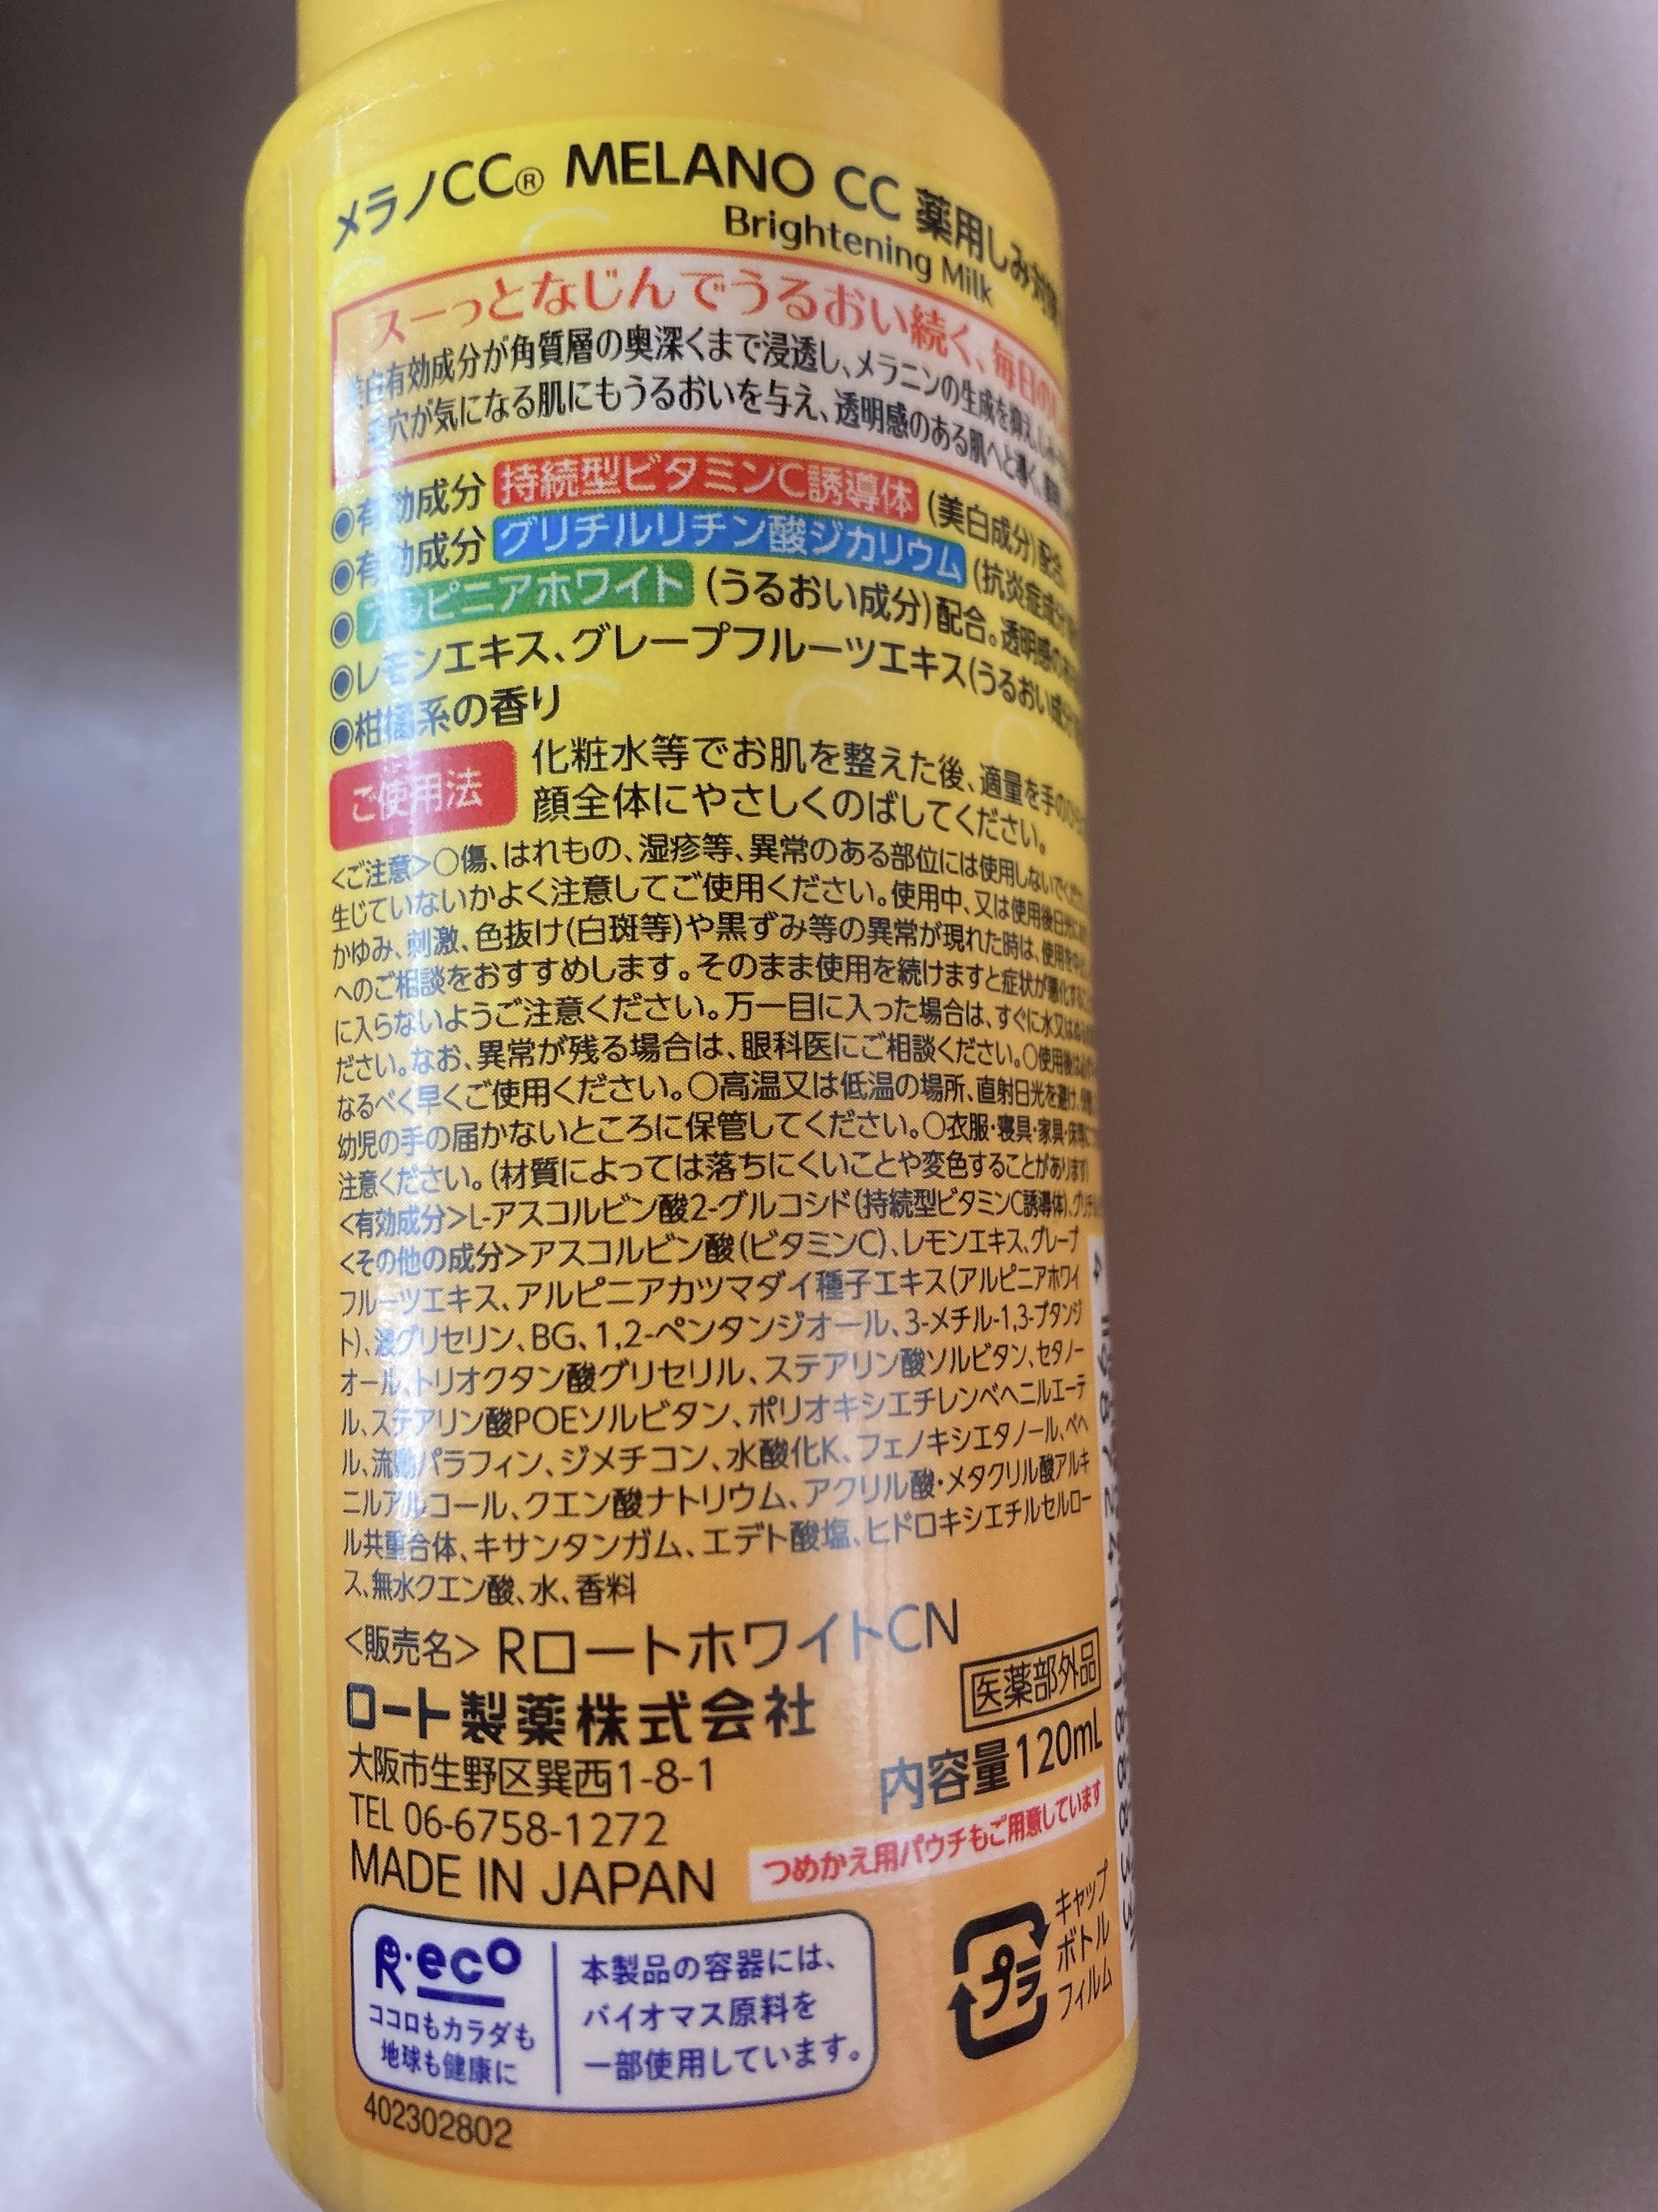 メラノCC® MELANO CC 薬用しみ対策
Brightening Milk
スーっとなじんでうるおい続く、毎日の
美白有効成分が角質層の奥深くまで浸透し、メラニンの生成を抑え、
毛穴が気になる肌にもうるおいを与え、透明感のある肌へと導く、
◉有効成分 持続型ビタミンC誘導体 (美白成分)配合。
◉有効成分 グリチルリチン酸ジカリウム (抗炎症成分)
◉アルピニアホワイト (うるおい成分)配合。透明感の
◉レモンエキス、グレープフルーツエキス(うるおい成分)
◉柑橘系の香り
ご使用法 化粧水等でお肌を整えた後、適量を手の
顔全体にやさしくのばしてください。
<ご注意>○傷、はれもの、湿疹等、異常のある部位には使用しないでください
生じていないかよく注意してご使用ください。使用中、又は使用後日光に
かゆみ、刺激、色抜け(白斑等)や黒ずみ等の異常が現れた時は、使用を中止し
へのご相談をおすすめします。そのまま使用を続けますと症状が悪化する
に入らないようご注意ください。万一目に入った場合は、すぐに水又はぬるま
ださい。なお、異常が残る場合は、眼科医にご相談ください。○使用後は
なるべく早くご使用ください。○高温又は低温の場所、直射日光を避け、
幼児の手の届かないところに保管してください。○衣服・寝具・家具・床等に
注意ください。(材質によっては落ちにくいことや変色することがあります)
<有効成分>L-アスコルビン酸2-グルコシド(持続型ビタミンC誘導体)、グリチル
<その他の成分>アスコルビン酸(ビタミンC)、レモンエキス、グレープ
フルーツエキス、アルピニアカツマダイ種子エキス(アルピニアホワイ
ト)、濃グリセリン、BG、1,2-ペンタンジオール、3-メチル-1,3-ブタンジ
オール、トリオクタン酸グリセリル、ステアリン酸ソルビタン、セタノー
ル、ステアリン酸POEソルビタン、ポリオキシエチレンベヘニルエーテ
ル、流動パラフィン、ジメチコン、水酸化K、フェノキシエタノール、ベヘ
ニルアルコール、クエン酸ナトリウム、アクリル酸・メタクリル酸アルキ
ル共重合体、キサンタンガム、エデト酸塩、ヒドロキシエチルセルロー
ス、無水クエン酸、水、香料
<販売名> Rロートホワイト CN
医薬部外品
ロート製薬株式会社
大阪市生野区巽西1-8-1
内容量120mL
TEL 06-6758-1272
つめかえ用パウチもご用意しています
MADE IN JAPAN
R・eco
ココロもカラダも
地球も健康に
本製品の容器には、
バイオマス原料を
一部使用しています。
プラ
キャップ
ボトル
フィルム
402302802